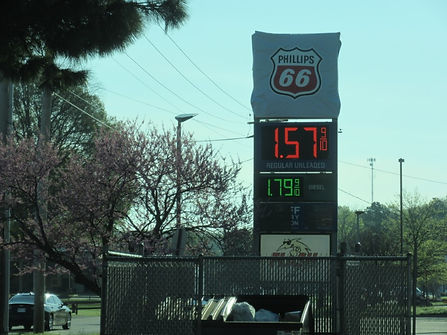 PHILLIPS
66
1.57 9/10
REGULAR UNLEADED
1.79 9/10 DIESEL